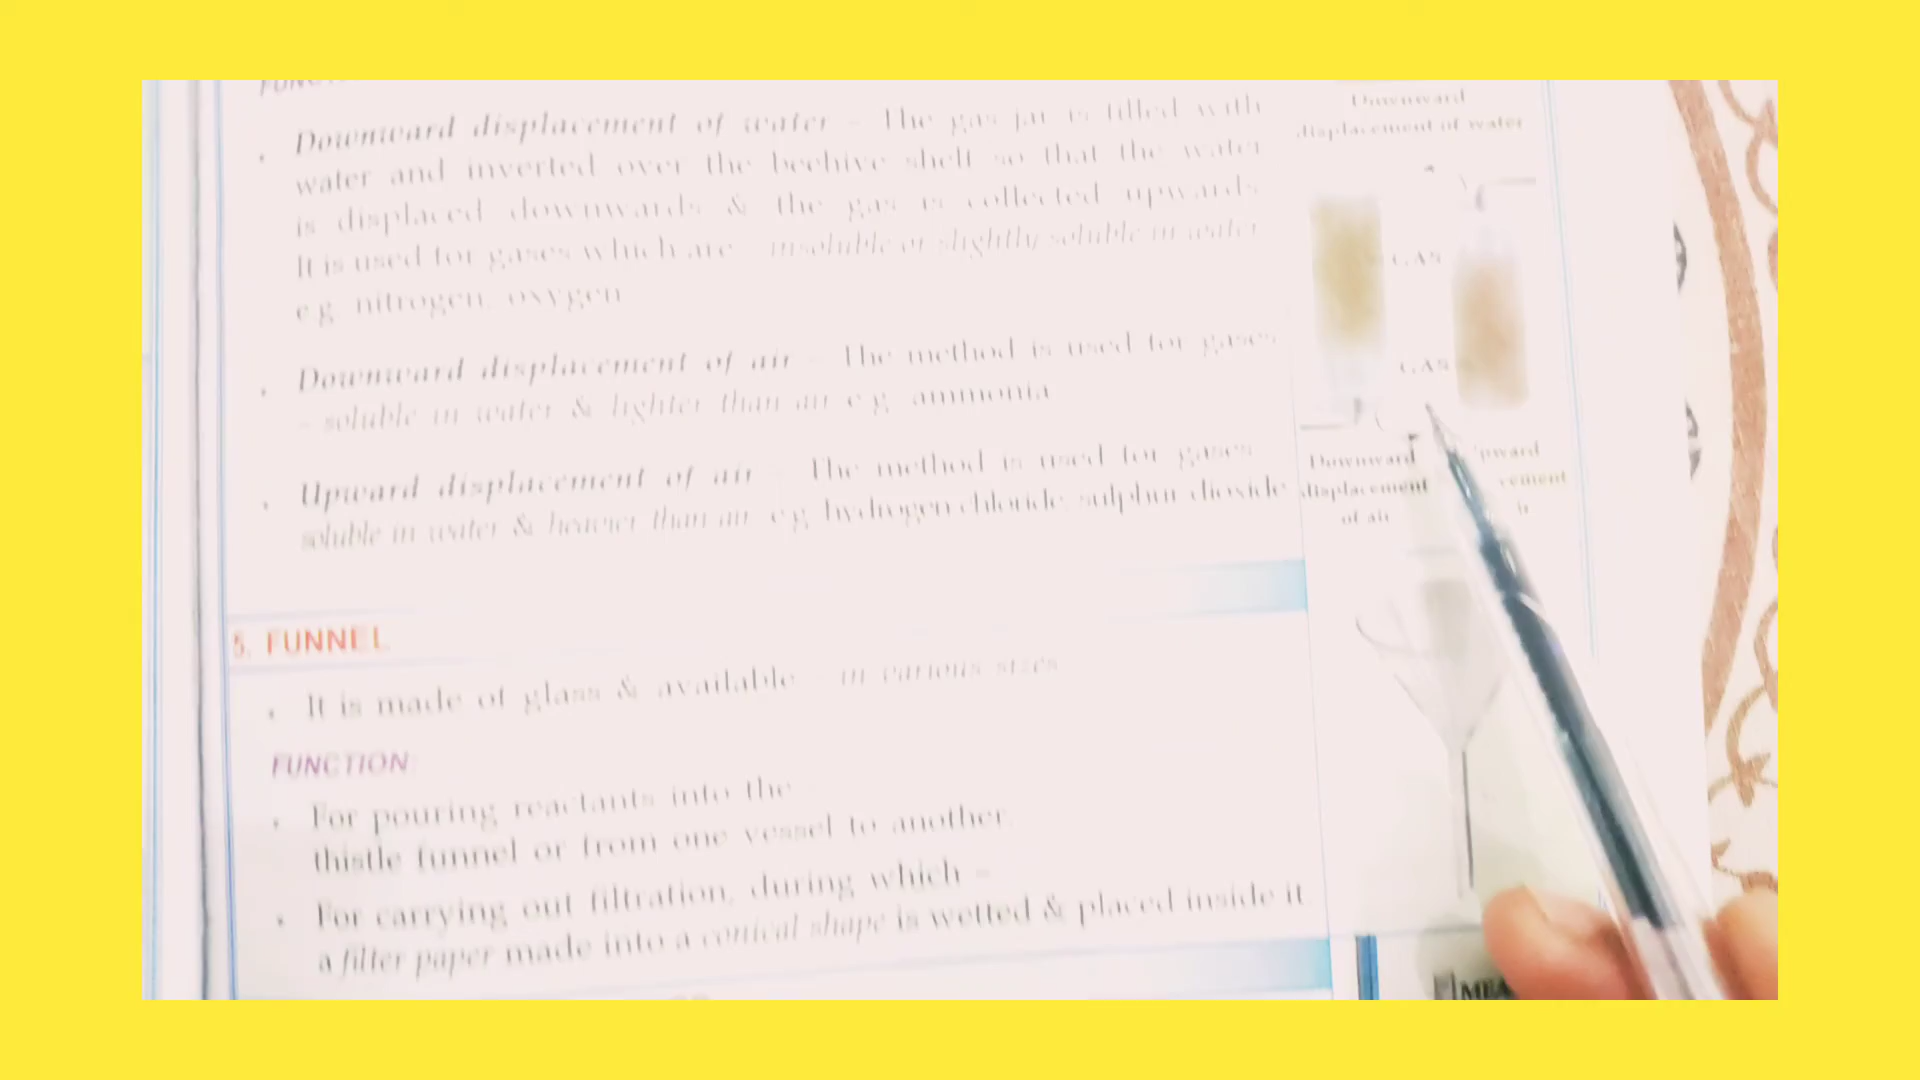 Downward displacement of water – The gas jar is filled with
water and inverted over the beehive shelf so that the water
is displaced downwards & the gas is collected upwards
It is used for gases which are – insoluble or slightly soluble in water
e.g. nitrogen, oxygen
Downward displacement of air – The method is used for gases
– soluble in water & lighter than air e.g. ammonia
Upward displacement of air – The method is used for gases
soluble in water & heavier than air e.g. hydrogen chloride, sulphur dioxide
5. FUNNEL
It is made of glass & available – in various sizes
FUNCTION
For pouring reactants into the –
thistle funnel or from one vessel to another.
For carrying out filtration, during which –
a filter paper made into a conical shape is wetted & placed inside it
Downward
displacement of water
GAS
GAS
Downward
displacement
of air